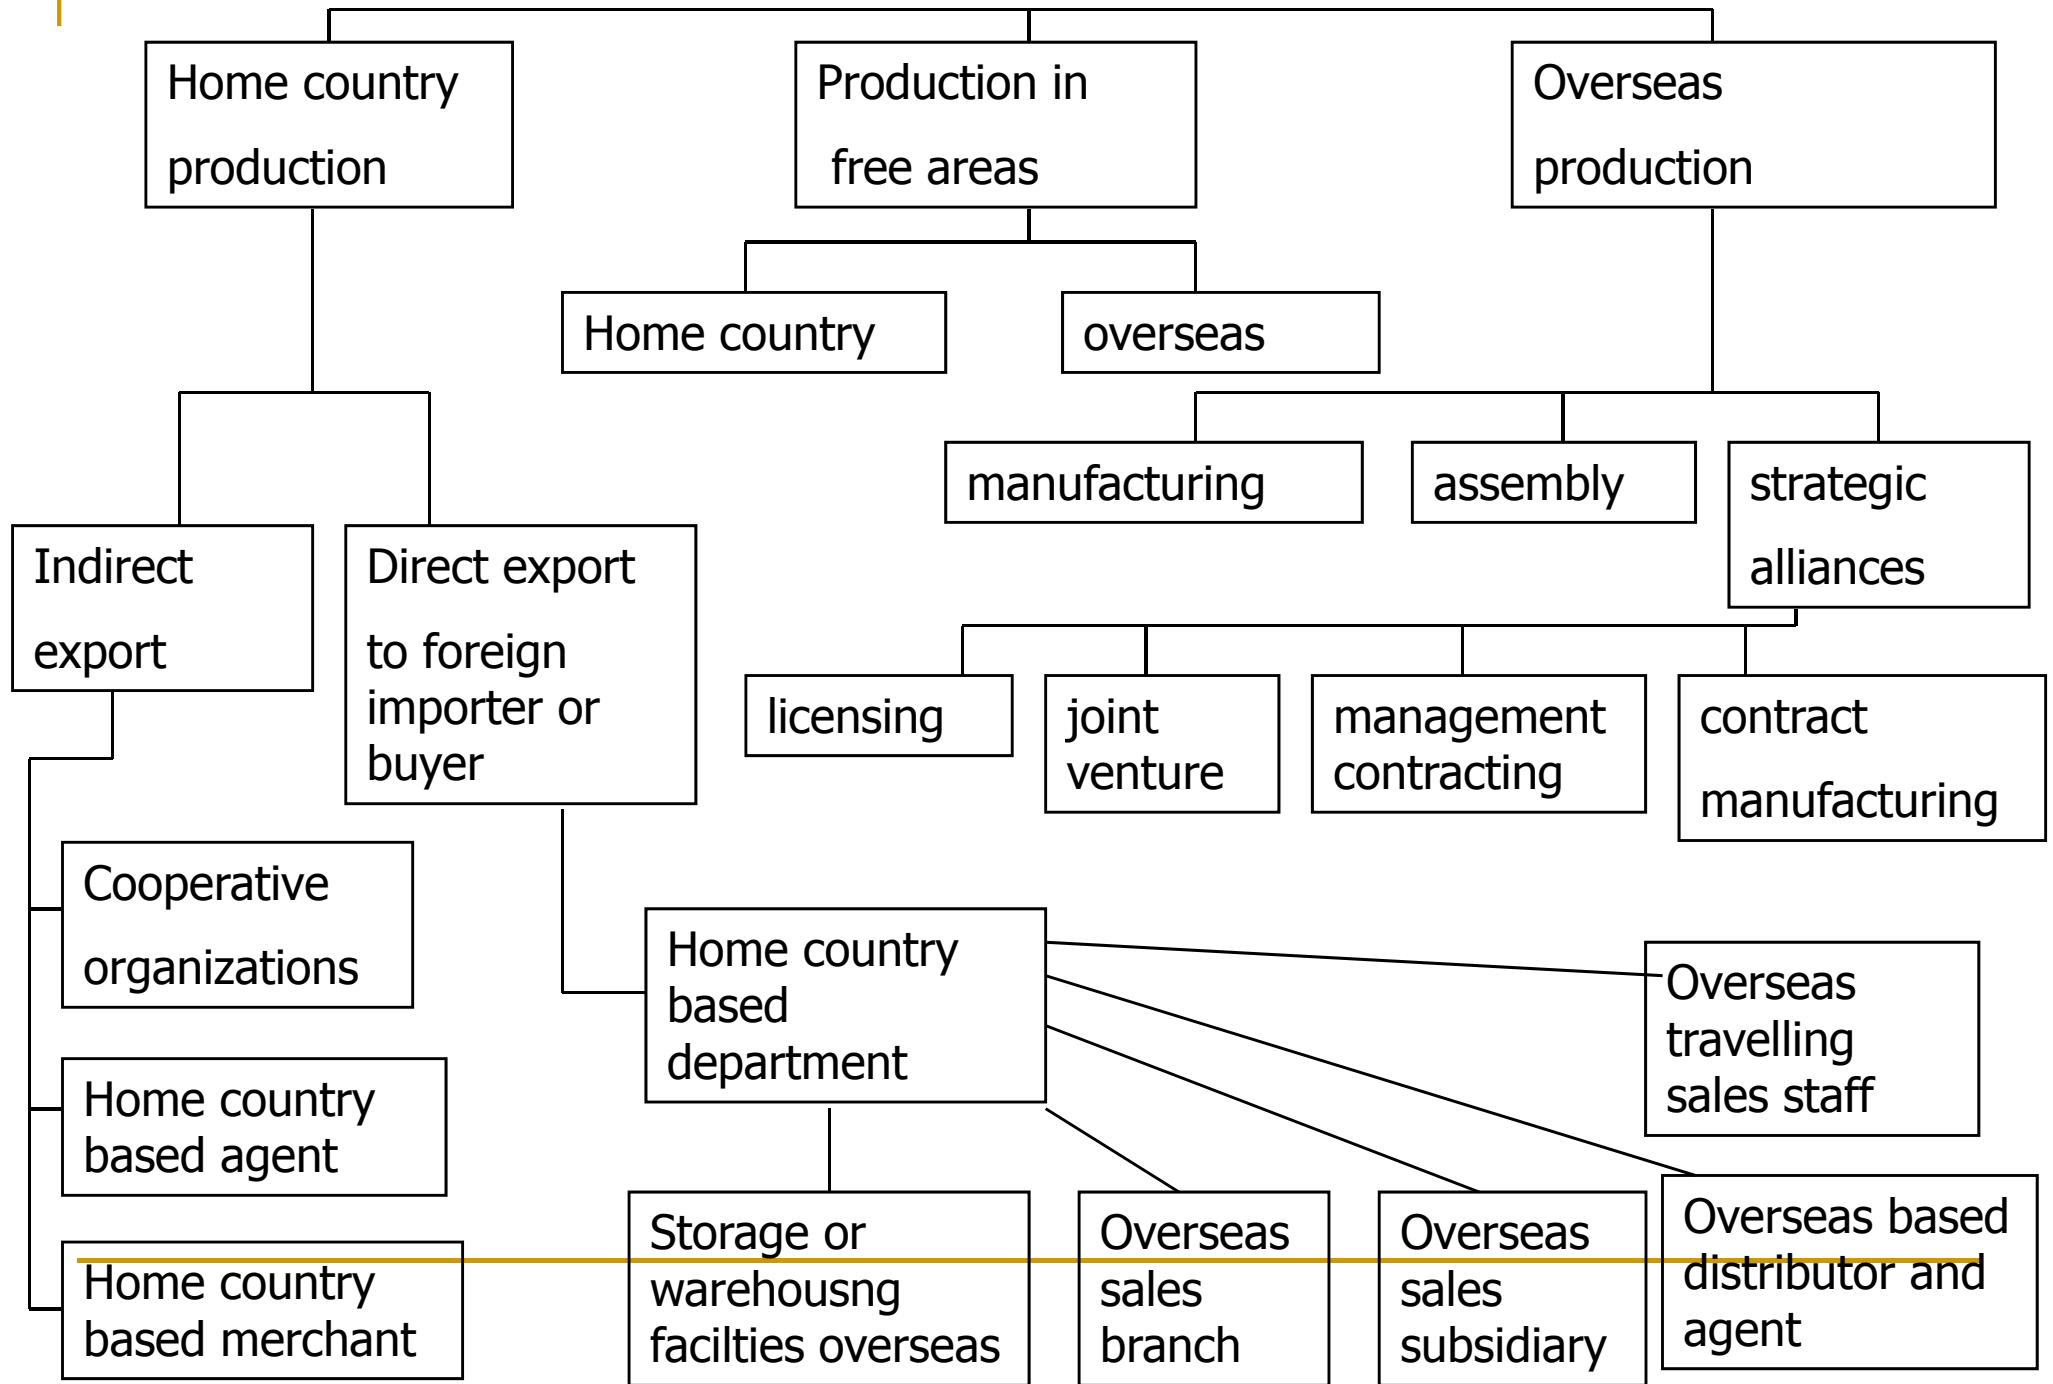 Home country
production
Production in
free areas
Overseas
production
Home country
overseas
manufacturing
assembly
strategic
alliances
Indirect
export
Direct export
to foreign
importer or
buyer
licensing
joint
venture
management
contracting
contract
manufacturing
Cooperative
organizations
Home country
based
department
Overseas
travelling
sales staff
Home country
based agent
Home country
based merchant
Storage or
warehousng
facilties overseas
Overseas
sales
branch
Overseas
sales
subsidiary
Overseas based
distributor and
agent